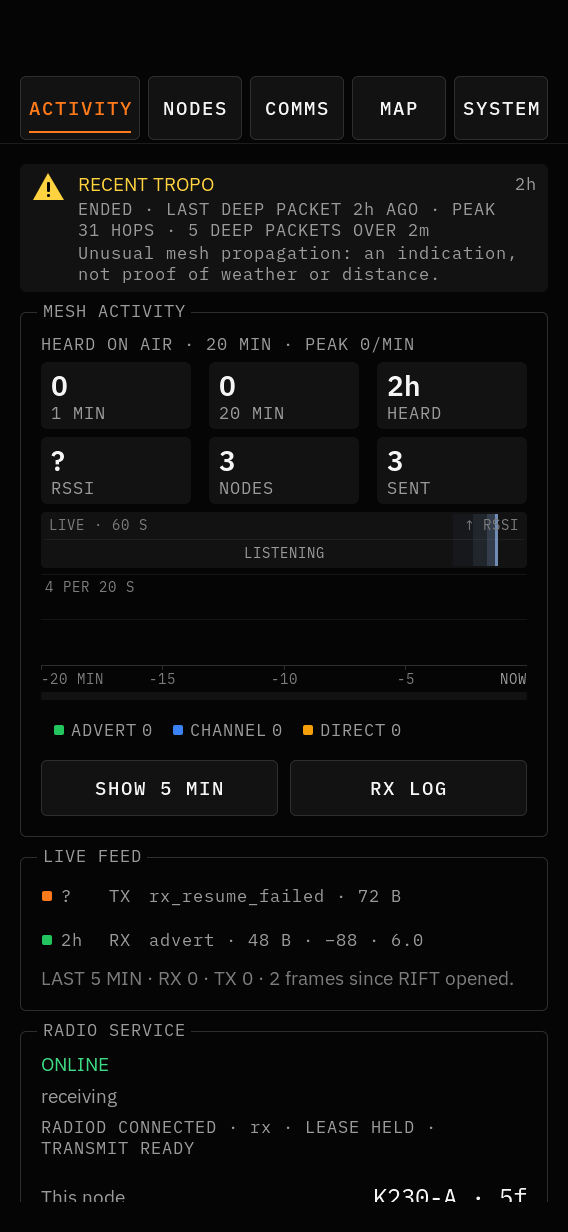 ACTIVITY NODES COMMS MAP SYSTEM
RECENT TROPO 2h
ENDED · LAST DEEP PACKET 2h AGO · PEAK
31 HOPS · 5 DEEP PACKETS OVER 2m
Unusual mesh propagation: an indication,
not proof of weather or distance.
MESH ACTIVITY
HEARD ON AIR · 20 MIN · PEAK 0/MIN
0 0 2h
1 MIN 20 MIN HEARD
? 3 3
RSSI NODES SENT
LIVE · 60 S ↑ RSSI
LISTENING
4 PER 20 S
-20 MIN -15 -10 -5 NOW
ADVERT 0 CHANNEL 0 DIRECT 0
SHOW 5 MIN RX LOG
LIVE FEED
? TX rx_resume_failed · 72 B
2h RX advert · 48 B · −88 · 6.0
LAST 5 MIN · RX 0 · TX 0 · 2 frames since RIFT opened.
RADIO SERVICE
ONLINE
receiving
RADIOD CONNECTED · rx · LEASE HELD ·
TRANSMIT READY
This node K230-A · 5f